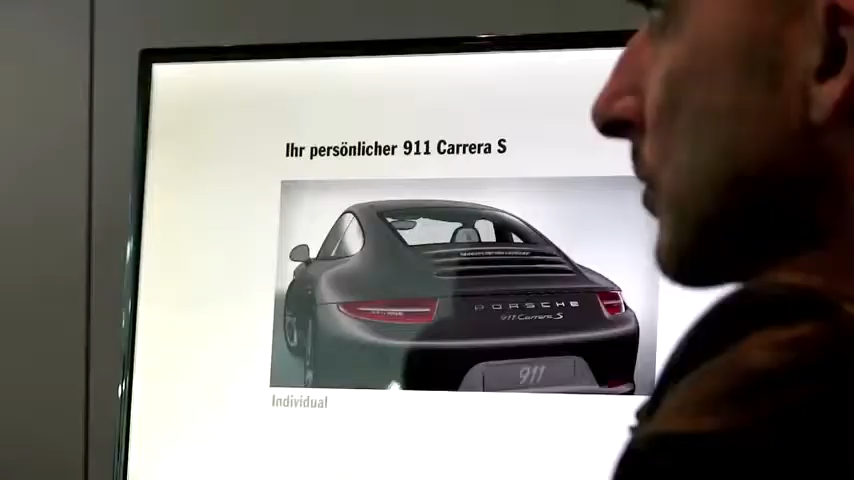 Ihr persönlicher 911 Carrera S
PORSCHE
911 Carrera S
911
Individual